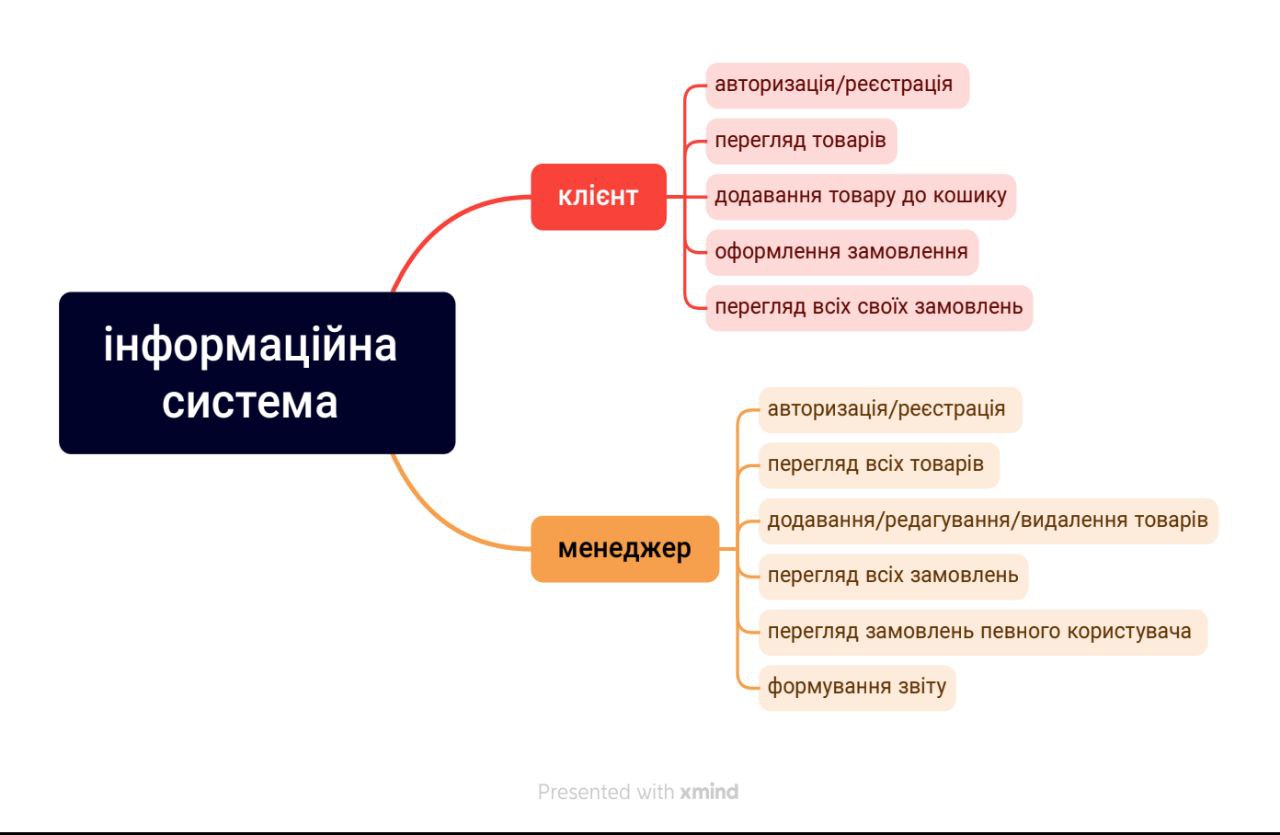 інформаційна
система
клієнт
авторизація/реєстрація
перегляд товарів
додавання товару до кошику
оформлення замовлення
перегляд всіх своїх замовлень
менеджер
авторизація/реєстрація
перегляд всіх товарів
додавання/редагування/видалення товарів
перегляд всіх замовлень
перегляд замовлень певного користувача
формування звіту
Presented with xmind